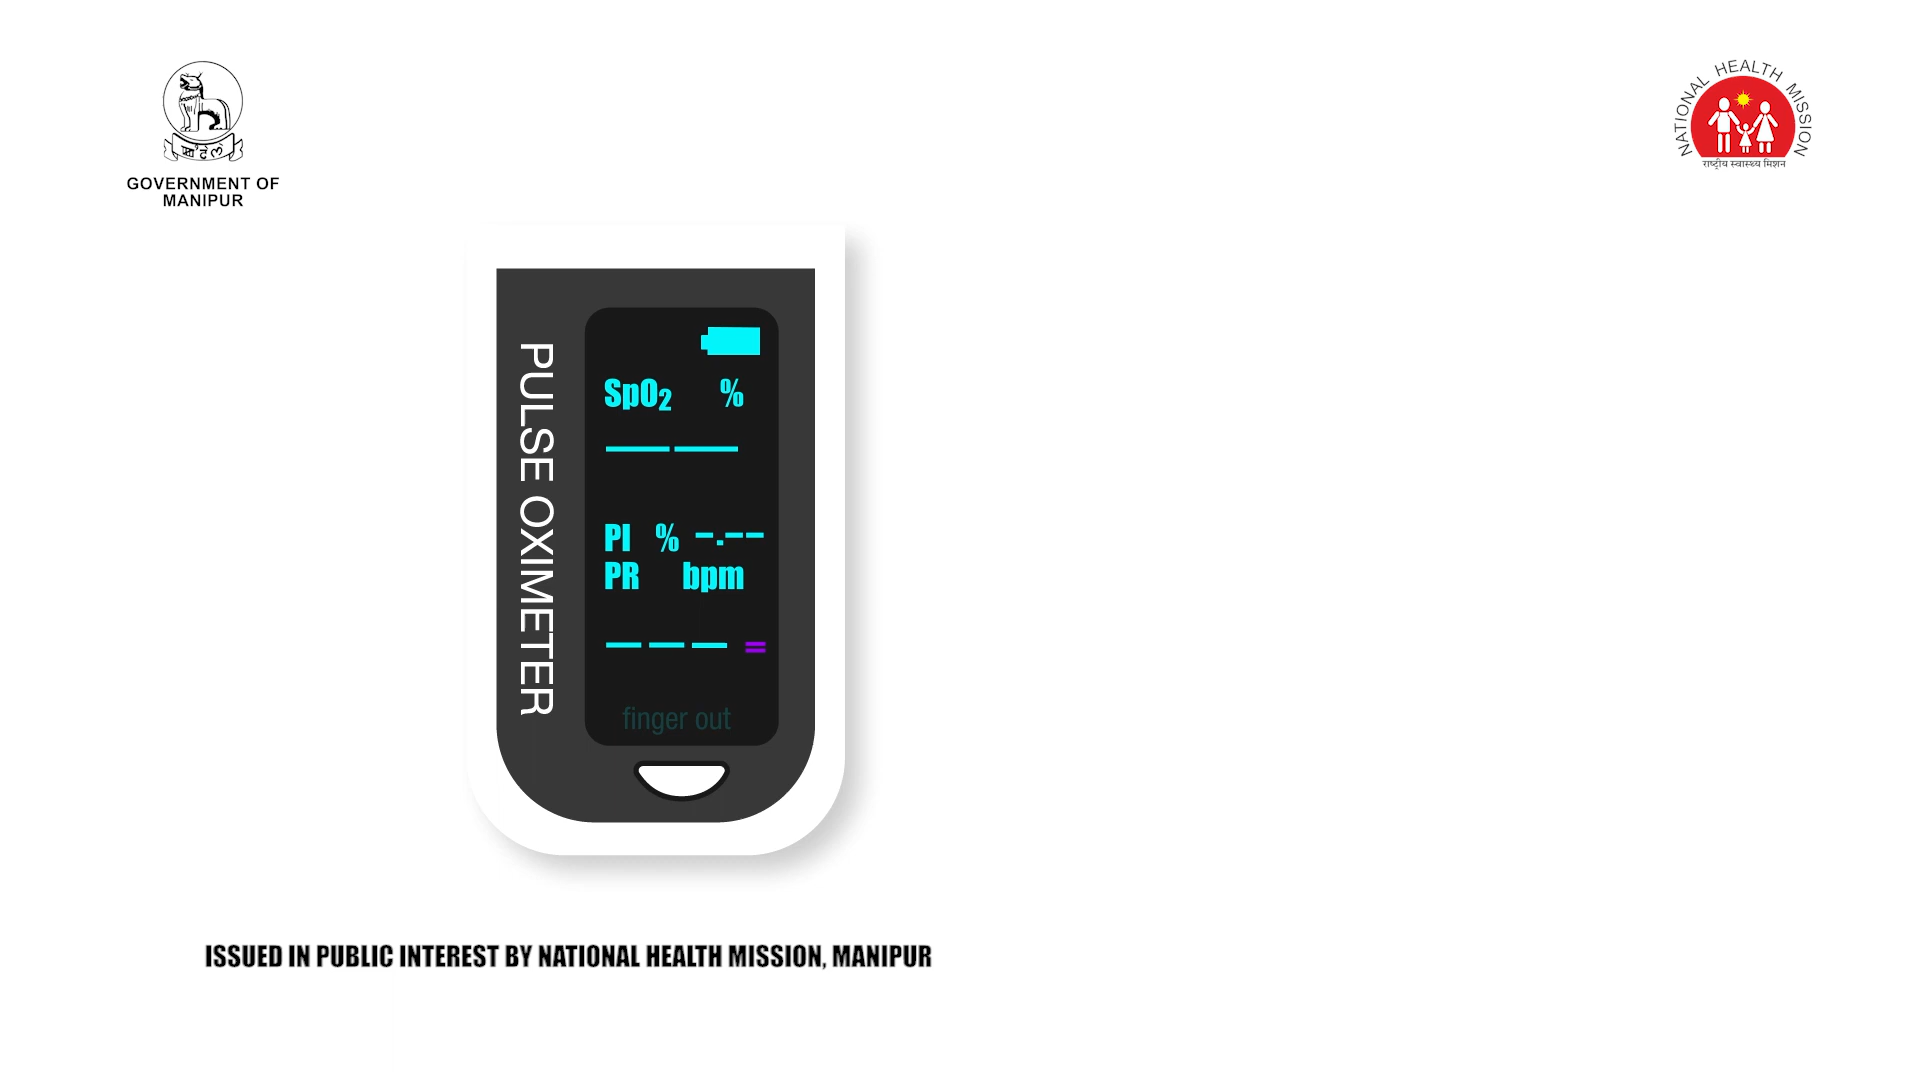 GOVERNMENT OF
MANIPUR
NATIONAL HEALTH MISSION
राष्ट्रीय स्वास्थ्य मिशन
PULSE OXIMETER
SpO₂ %
PI % -.--
PR bpm
--- =
finger out
ISSUED IN PUBLIC INTEREST BY NATIONAL HEALTH MISSION, MANIPUR